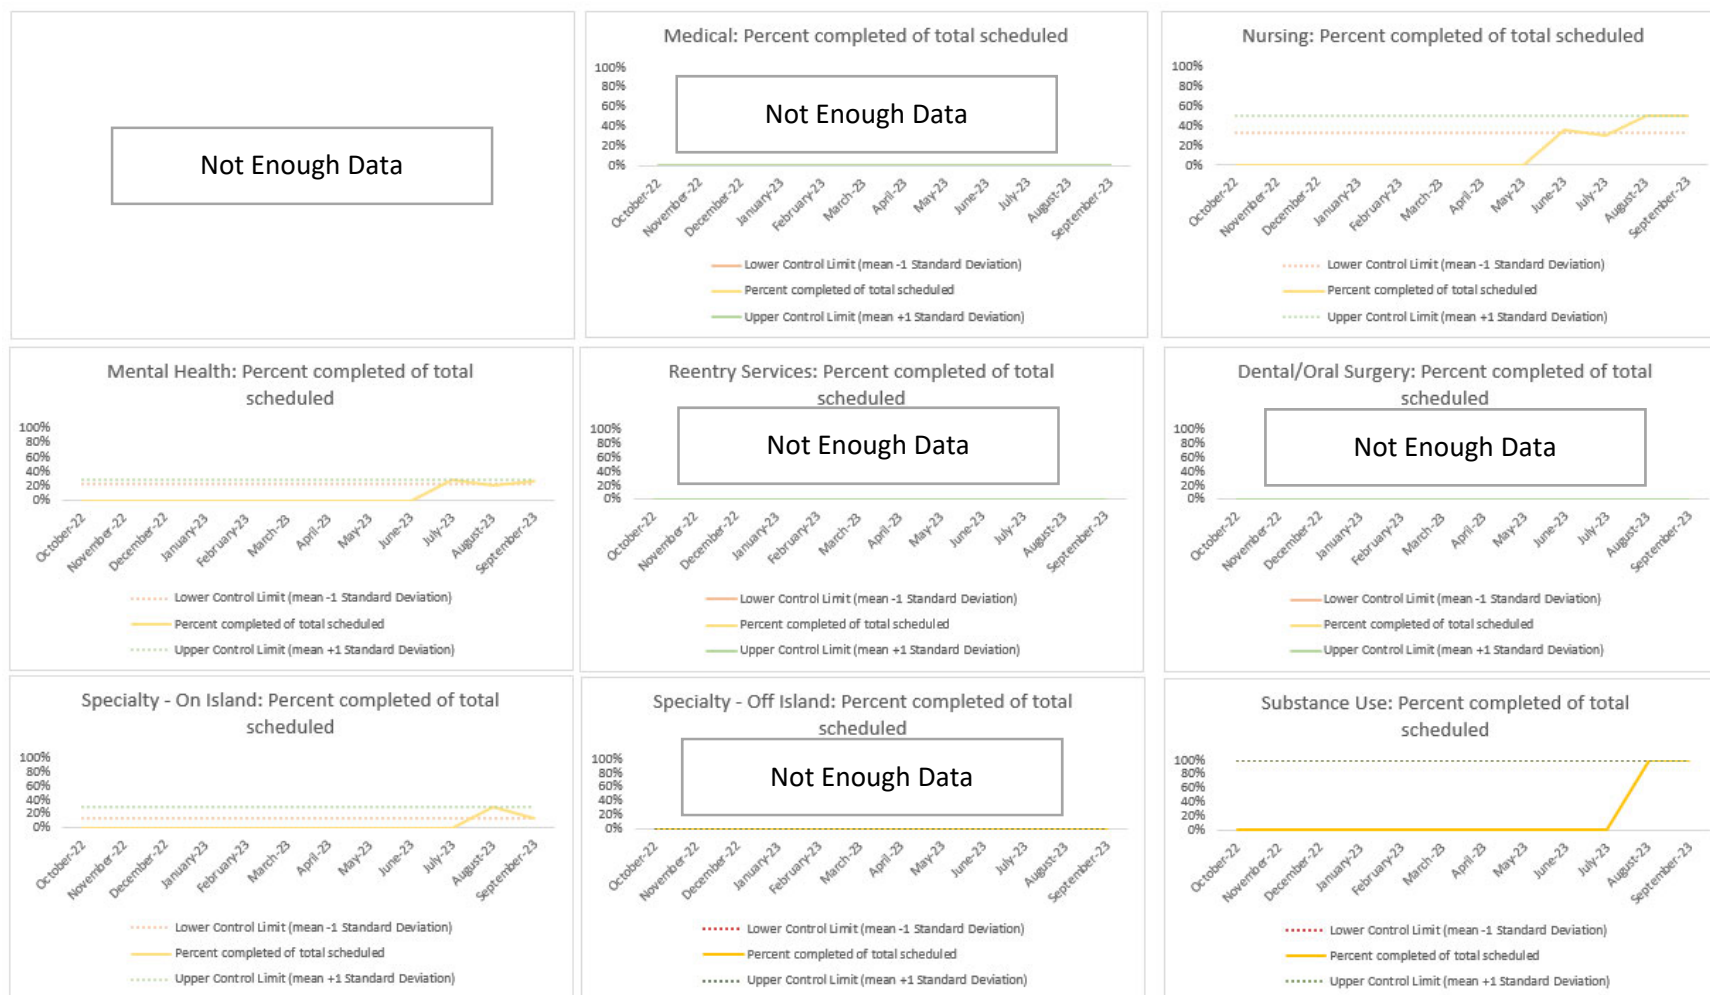 Not Enough Data
Medical: Percent completed of total scheduled
100%
80%
60%
40%
20%
0%
Not Enough Data
October-22
November-22
December-22
January-23
February-23
March-23
April-23
May-23
June-23
July-23
August-23
September-23
Lower Control Limit (mean -1 Standard Deviation)
Percent completed of total scheduled
Upper Control Limit (mean +1 Standard Deviation)
Nursing: Percent completed of total scheduled
100%
80%
60%
40%
20%
0%
October-22
November-22
December-22
January-23
February-23
March-23
April-23
May-23
June-23
July-23
August-23
September-23
Lower Control Limit (mean -1 Standard Deviation)
Percent completed of total scheduled
Upper Control Limit (mean +1 Standard Deviation)
Mental Health: Percent completed of total
scheduled
100%
80%
60%
40%
20%
0%
October-22
November-22
December-22
January-23
February-23
March-23
April-23
May-23
June-23
July-23
August-23
September-23
Lower Control Limit (mean -1 Standard Deviation)
Percent completed of total scheduled
Upper Control Limit (mean +1 Standard Deviation)
Reentry Services: Percent completed of total
scheduled
100%
80%
60%
40%
20%
0%
Not Enough Data
October-22
November-22
December-22
January-23
February-23
March-23
April-23
May-23
June-23
July-23
August-23
September-23
Lower Control Limit (mean -1 Standard Deviation)
Percent completed of total scheduled
Upper Control Limit (mean +1 Standard Deviation)
Dental/Oral Surgery: Percent completed of total
scheduled
100%
80%
60%
40%
20%
0%
Not Enough Data
October-22
November-22
December-22
January-23
February-23
March-23
April-23
May-23
June-23
July-23
August-23
September-23
Lower Control Limit (mean -1 Standard Deviation)
Percent completed of total scheduled
Upper Control Limit (mean +1 Standard Deviation)
Specialty - On Island: Percent completed of total
scheduled
100%
80%
60%
40%
20%
0%
October-22
November-22
December-22
January-23
February-23
March-23
April-23
May-23
June-23
July-23
August-23
September-23
Lower Control Limit (mean -1 Standard Deviation)
Percent completed of total scheduled
Upper Control Limit (mean +1 Standard Deviation)
Specialty - Off Island: Percent completed of total
scheduled
100%
80%
60%
40%
20%
0%
Not Enough Data
October-22
November-22
December-22
January-23
February-23
March-23
April-23
May-23
June-23
July-23
August-23
September-23
Lower Control Limit (mean -1 Standard Deviation)
Percent completed of total scheduled
Upper Control Limit (mean +1 Standard Deviation)
Substance Use: Percent completed of total
scheduled
100%
80%
60%
40%
20%
0%
October-22
November-22
December-22
January-23
February-23
March-23
April-23
May-23
June-23
July-23
August-23
September-23
Lower Control Limit (mean -1 Standard Deviation)
Percent completed of total scheduled
Upper Control Limit (mean +1 Standard Deviation)